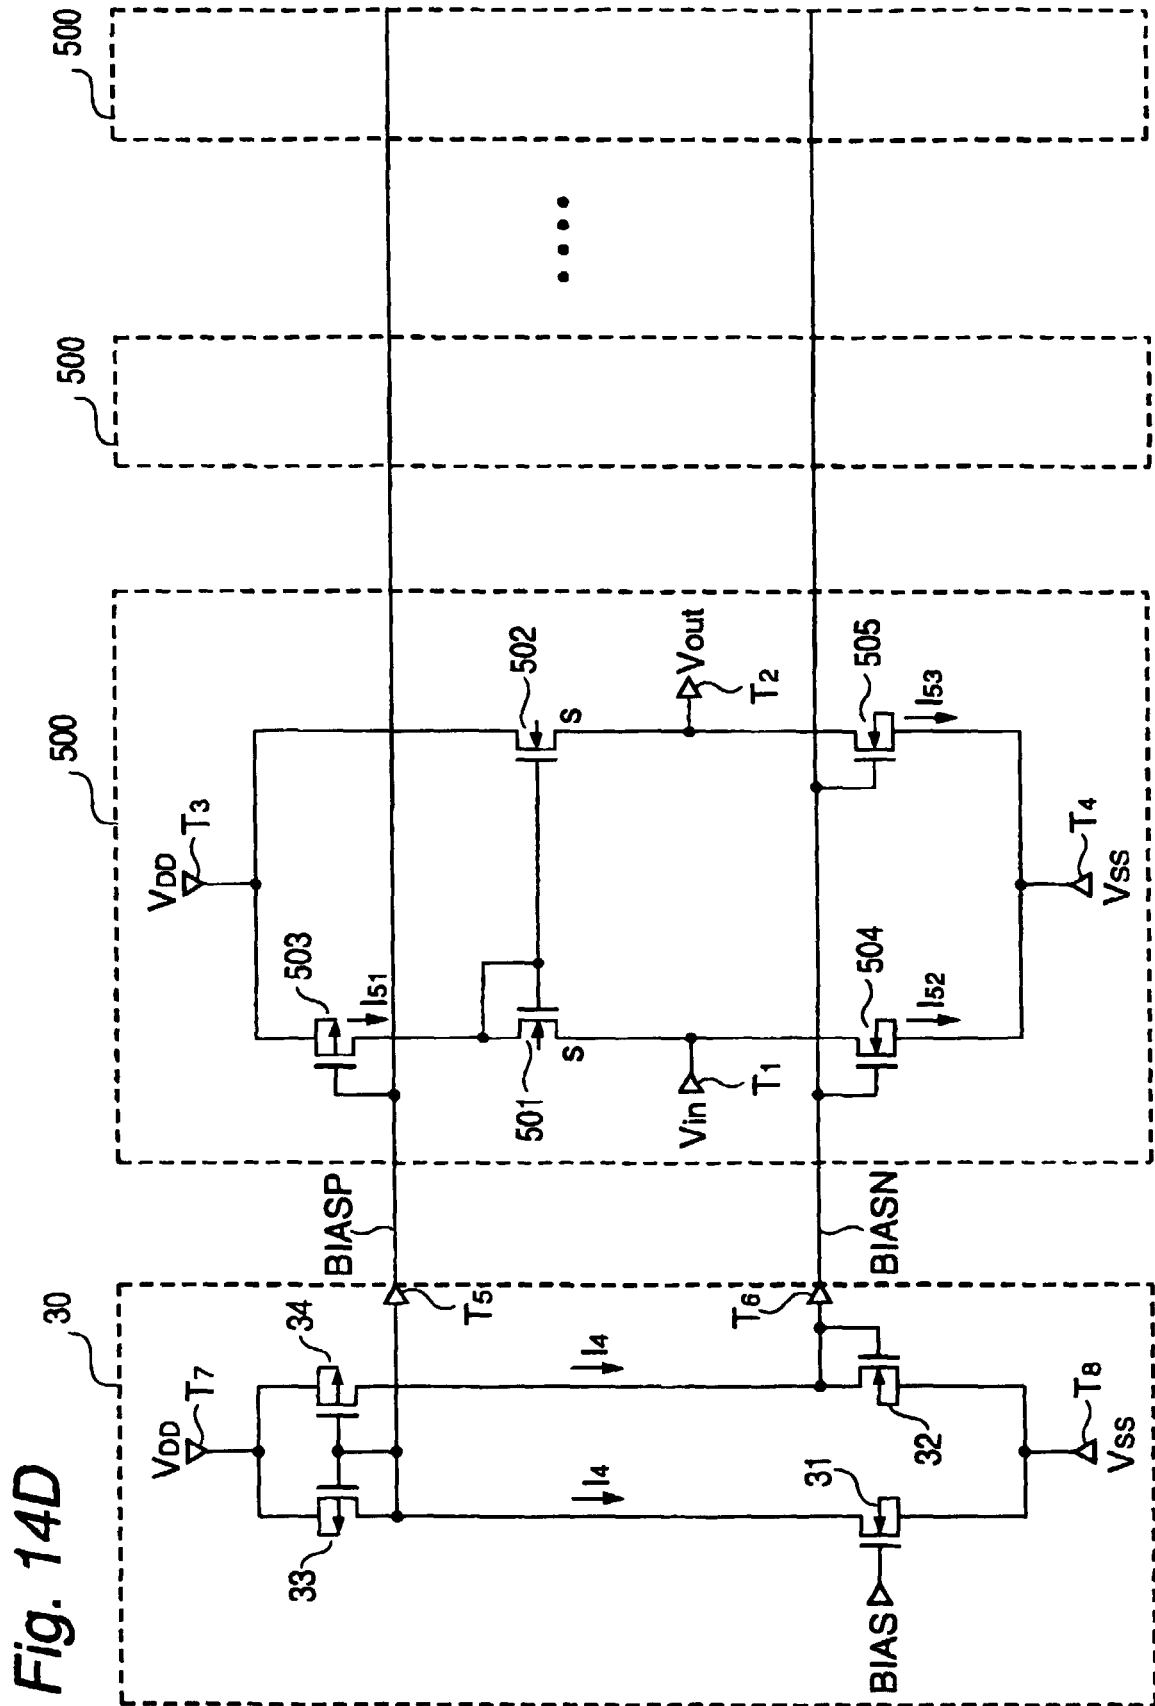 Fig. 14D
30
VDD
T7
33
34
I4
I4
BIAS
31
32
VSS
T8
T5
T6
BIASP
BIASN
500
VDD
T3
503
I51
501
S
502
S
Vin
T1
Vout
T2
504
I52
505
I53
VSS
T4
500
500